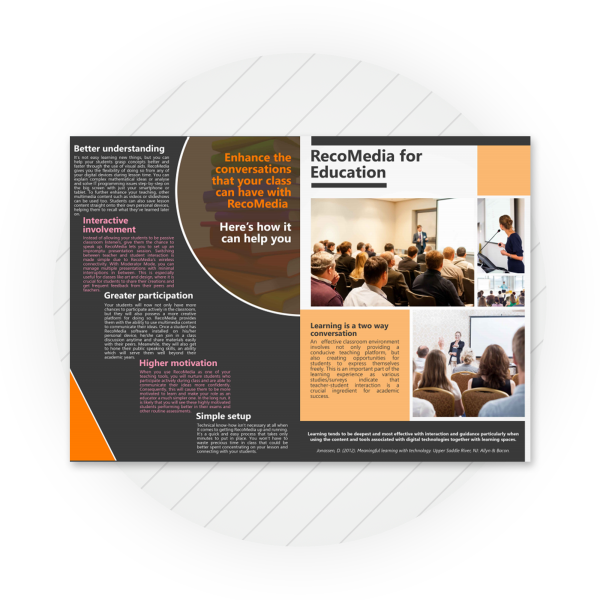 Better understanding
It's not easy learning new things, but you can
help your students grasp concepts better and
faster through the use of visual aids. RecoMedia
gives you the flexibility of doing so from any of
your digital devices during lesson time. You can
explain complex mathematical ideas or analyse
and solve IT programming issues step-by-step on
the big screen with just your smartphone or
tablet. To further enhance your teaching, other
multimedia content such as videos or slideshows
can be used too. Students can also save lesson
content straight onto their own personal devices,
helping them to recall what they've learned later
on.
Interactive
involvement
Instead of allowing your students to be passive
classroom listeners, give them the chance to
speak up. RecoMedia lets you to set up an
impromptu presentation session. Switching
between teacher and student interaction is
made simple due to RecoMedia's wireless
connectivity. With Moderator Mode, you can
manage multiple presentations with minimal
interruptions in between. This is especially
useful for classes like art and design, where it is
crucial for students to share their creations and
get frequent feedback from their peers and
teachers.
Greater participation
Your students will now not only have more
chances to participate actively in the classroom,
but they will also possess a more creative
platform for doing so. RecoMedia provides
them with the ability to use multimedia content
to communicate their ideas. Once a student has
RecoMedia software installed on his/her
personal device, he/she can join in a class
discussion anytime and share materials easily
with their peers. Meanwhile, they will also get
to hone their public speaking skills, an ability
which will serve them well beyond their
academic years.
Higher motivation
When you use RecoMedia as one of your
teaching tools, you will nurture students who
participate actively during class and are able to
communicate their ideas more confidently.
Consequently, this will cause them to be more
motivated to learn and make your role as an
educator a much simpler one. In the long run, it
is likely that you will see these highly motivated
students performing better in their exams and
other routine assessments.
Simple setup
Technical know-how isn't necessary at all when
it comes to getting RecoMedia up and running.
It's a quick and easy process that takes only
minutes to put in place. You won't have to
waste precious time in class that could be
better spent concentrating on your lesson and
connecting with your students.
Enhance the
conversations
that your class
can have with
RecoMedia
Here's how it
can help you
RecoMedia for
Education
Learning is a two way
conversation
An effective classroom environment
involves not only providing a
conducive teaching platform, but
also creating opportunities for
students to express themselves
freely. This is an important part of the
learning experience as various
studies/surveys indicate that
teacher-student interaction is a
crucial ingredient for academic
success.
Learning tends to be deepest and most effective with interaction and guidance particularly when
using the content and tools associated with digital technologies together with learning spaces.
Jonassen, D. (2012). Meaningful learning with technology. Upper Saddle River, NJ: Allyn & Bacon